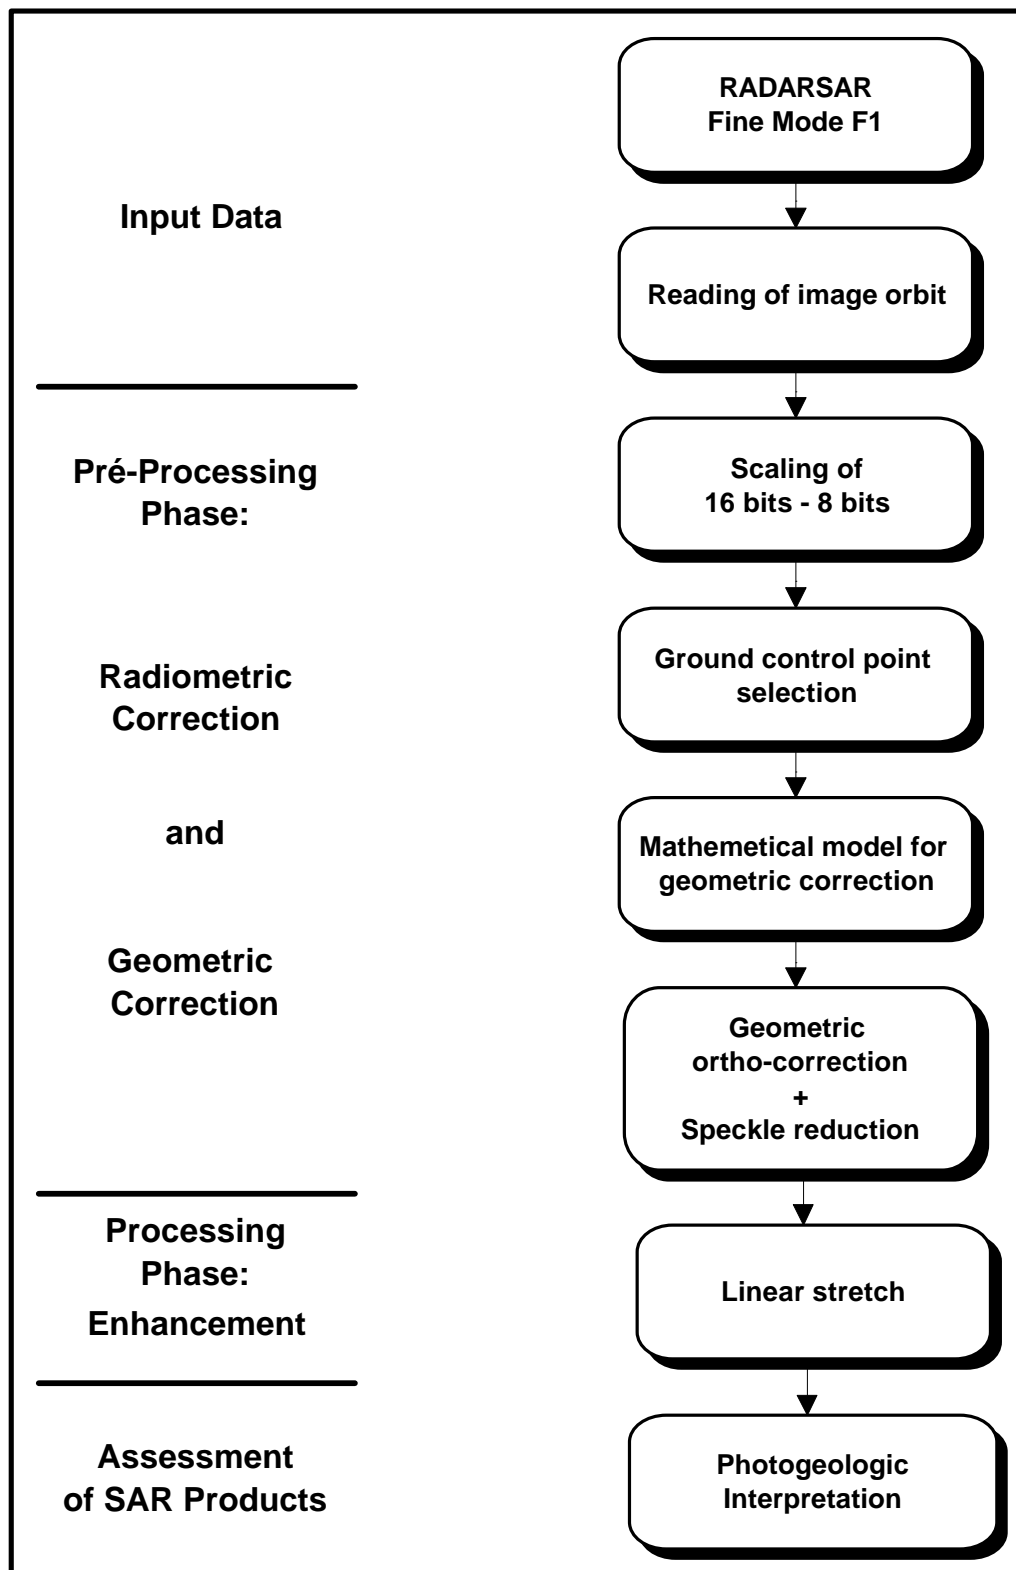 RADARSAR
Fine Mode F1
Input Data
Reading of image orbit
Pré-Processing
Phase:
Scaling of
16 bits - 8 bits
Radiometric
Correction
Ground control point
selection
and
Mathemetical model for
geometric correction
Geometric
Correction
Geometric
ortho-correction
+
Speckle reduction
Processing
Phase:
Enhancement
Linear stretch
Assessment
of SAR Products
Photogeologic
Interpretation